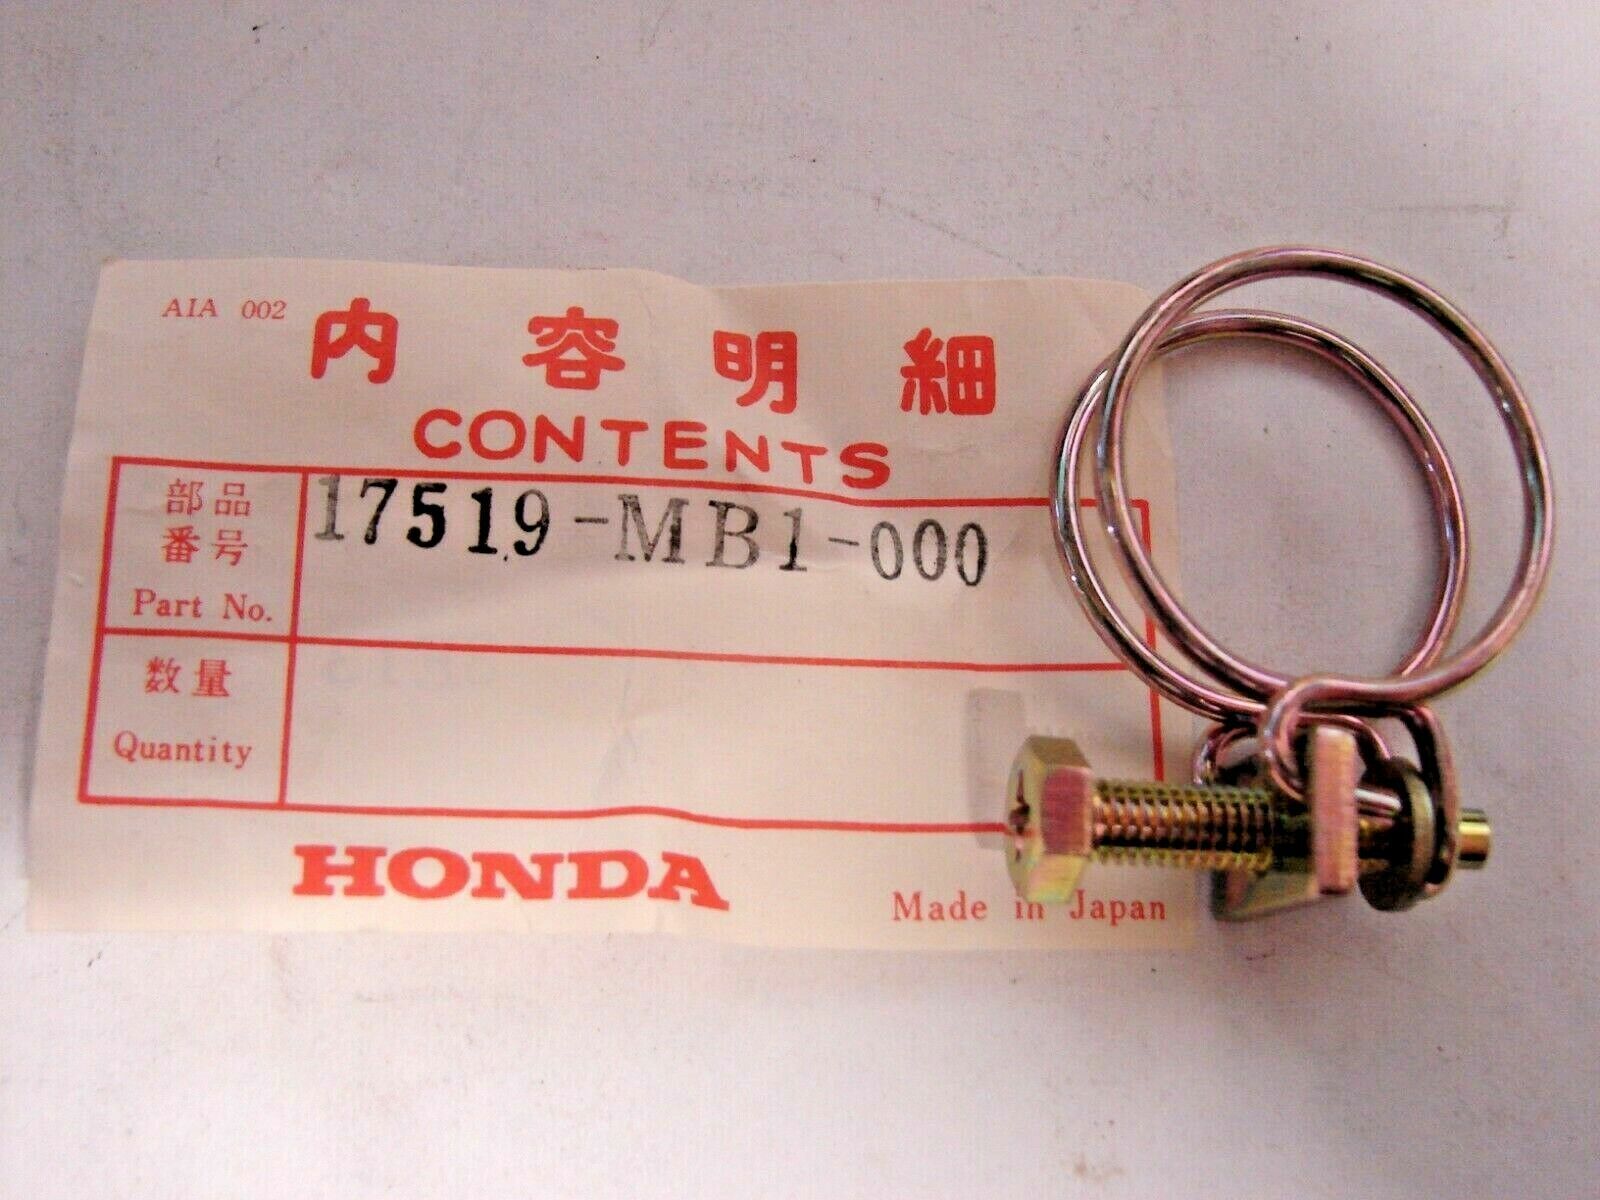 AIA 002
内容明細
CONTENTS
部品番号
Part No.
17519-MB1-000
数量
Quantity
HONDA
Made in Japan